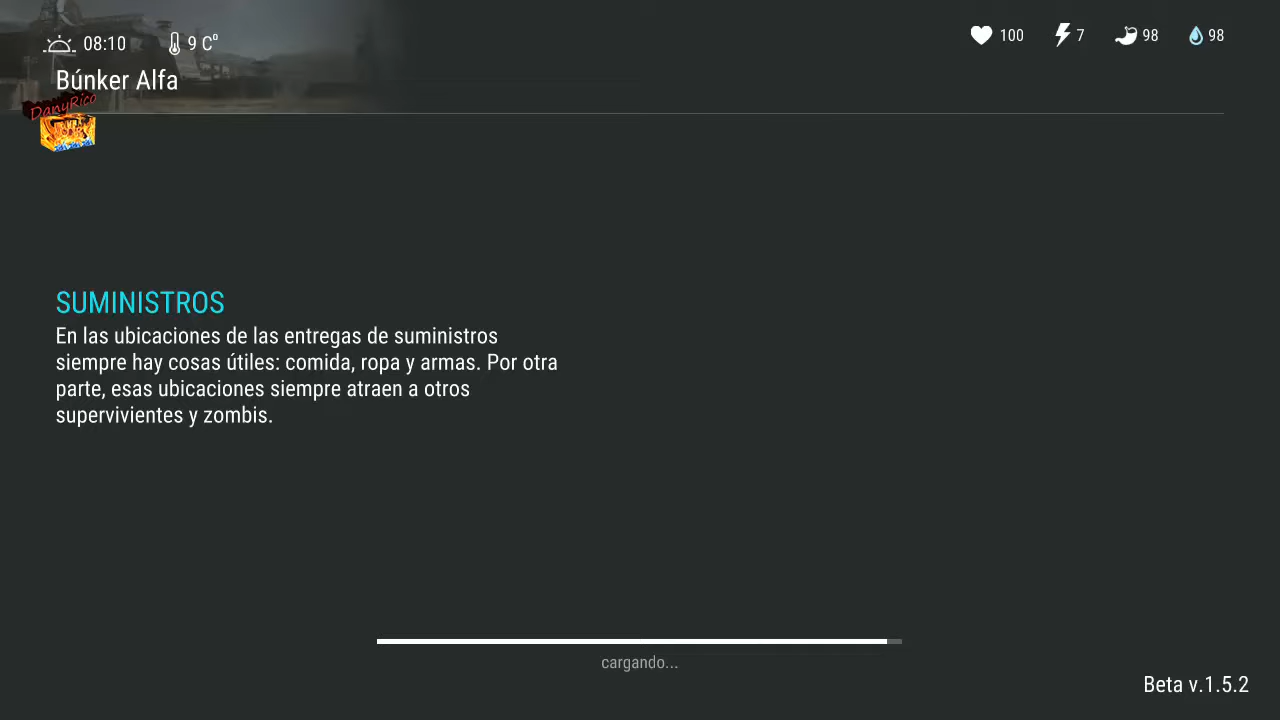 08:10 9 Cº
100 7 98 98
Búnker Alfa
DanyRico
SUMINISTROS
En las ubicaciones de las entregas de suministros
siempre hay cosas útiles: comida, ropa y armas. Por otra
parte, esas ubicaciones siempre atraen a otros
supervivientes y zombis.
cargando...
Beta v.1.5.2